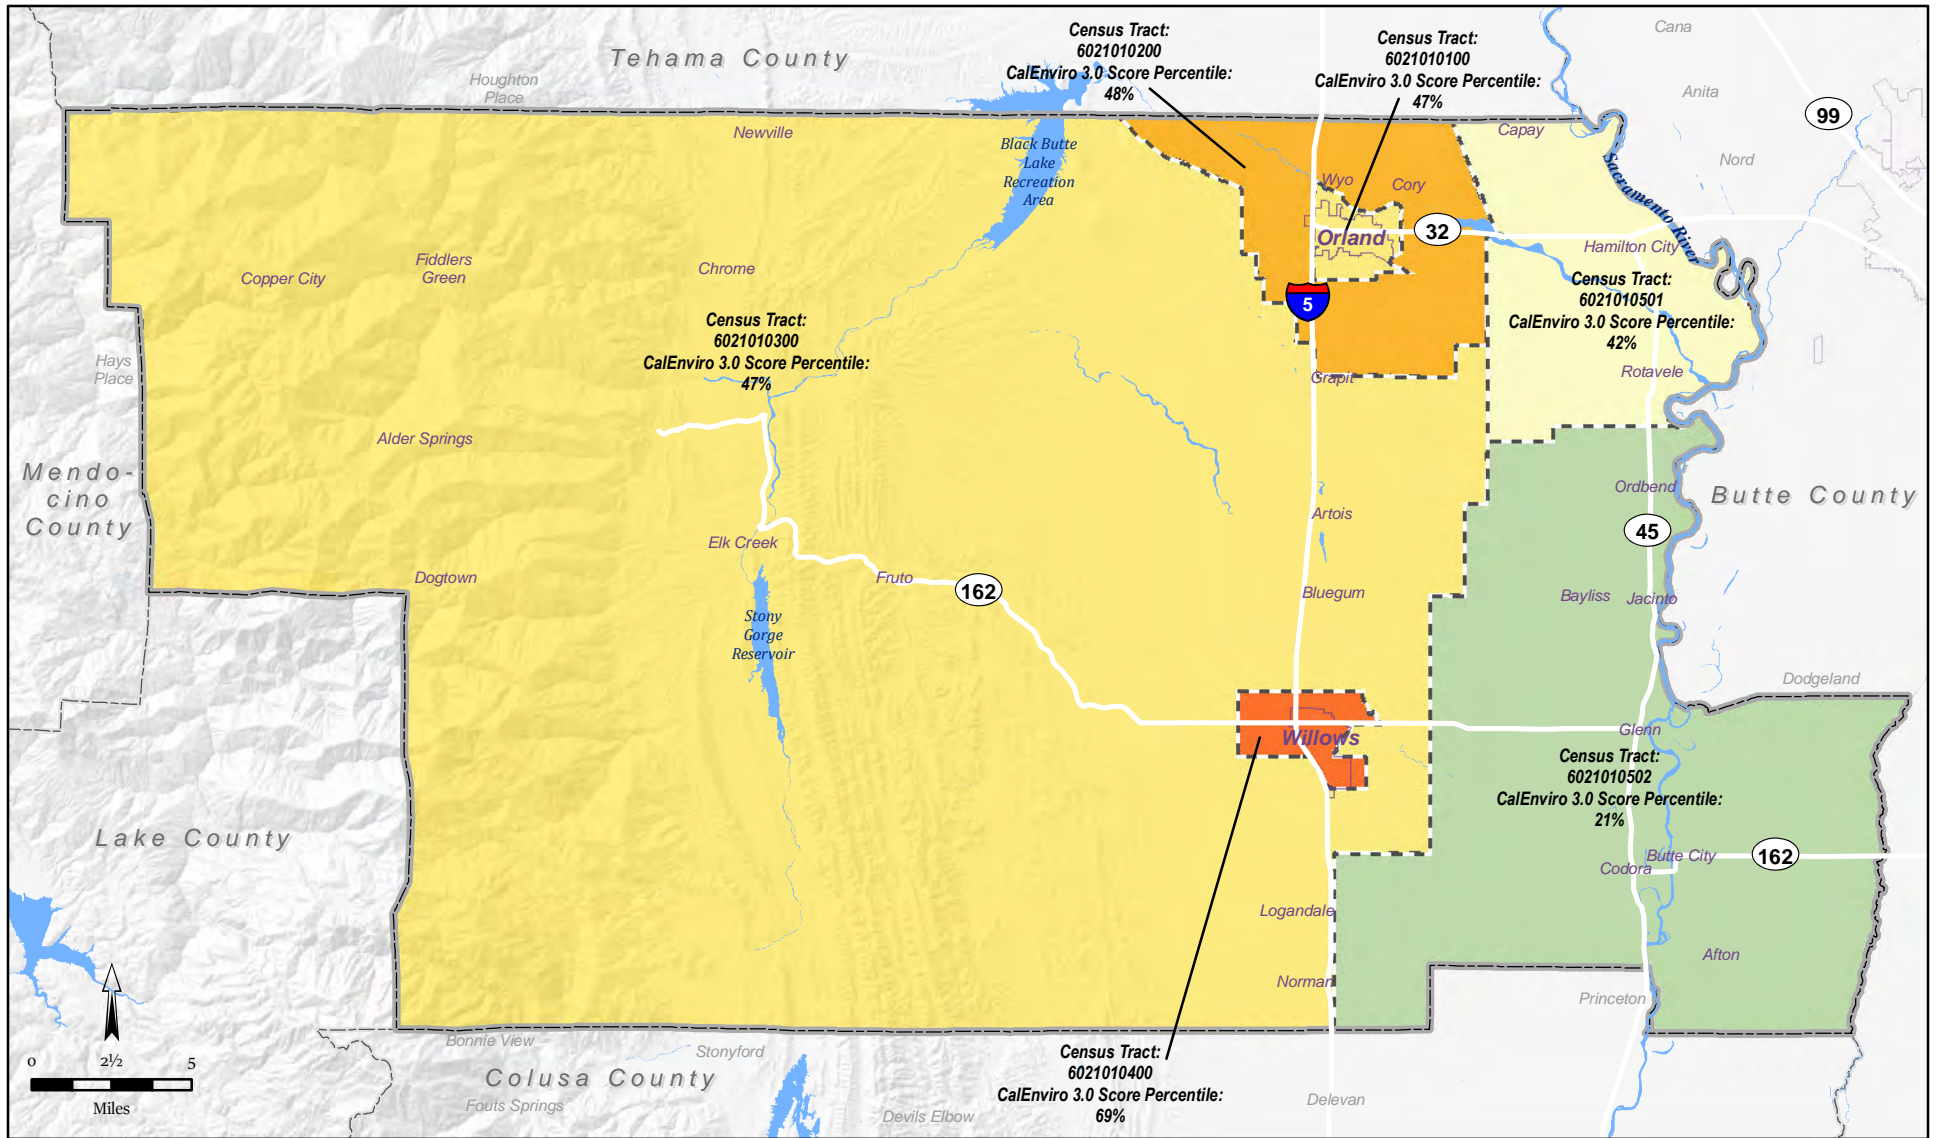 Tehama County
Houghton
Place
Census Tract:
6021010200
CalEnviro 3.0 Score Percentile:
48%
Census Tract:
6021010100
CalEnviro 3.0 Score Percentile:
47%
Cana
Anita
99
Nord
Newville
Capay
Black Butte
Lake
Recreation
Area
Sacramento River
Wyo
Cory
Orland
32
Hamilton City
Copper City
Fiddlers
Green
Chrome
5
Census Tract:
6021010501
CalEnviro 3.0 Score Percentile:
42%
Census Tract:
6021010300
CalEnviro 3.0 Score Percentile:
47%
Hays
Place
Grapit
Rotavele
Alder Springs
Mendo-
cino
County
Ordbend
Butte County
Artois
45
Elk Creek
Dogtown
Fruto
162
Bluegum
Bayliss
Jacinto
Stony
Gorge
Reservoir
Dodgeland
Willows
Glenn
Census Tract:
6021010502
CalEnviro 3.0 Score Percentile:
21%
Lake County
Butte City
162
Codora
Logandale
Afton
Norman
Princeton
Bonnie View
Stonyford
Colusa County
Fouts Springs
Devils Elbow
Census Tract:
6021010400
CalEnviro 3.0 Score Percentile:
69%
Delevan
0 2½ 5
Miles